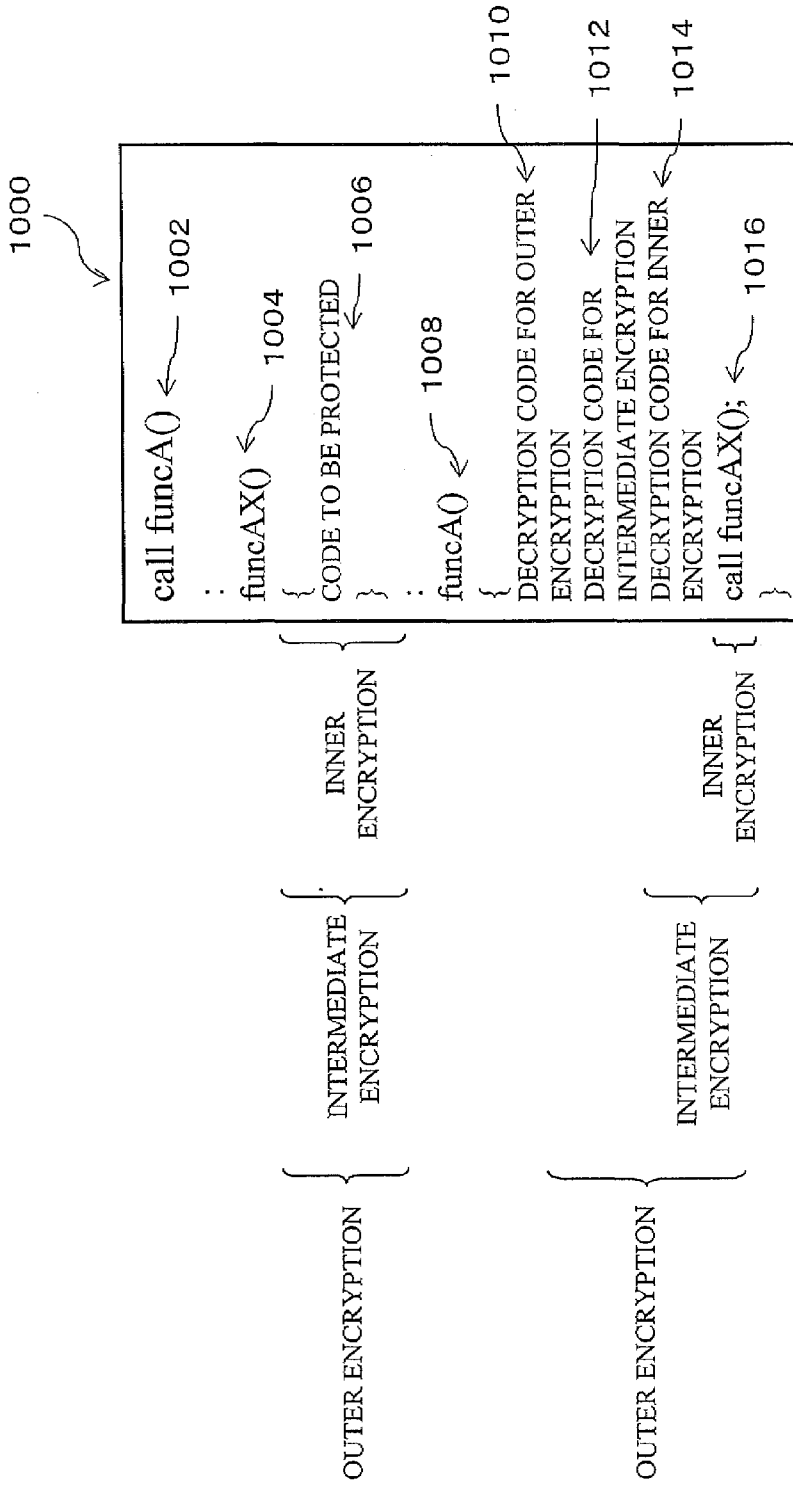 1000
call funcA() 1002
:
funcAX() 1004
{
CODE TO BE PROTECTED 1006
}
:
funcA() 1008
{
DECRYPTION CODE FOR OUTER
ENCRYPTION
1010
DECRYPTION CODE FOR
INTERMEDIATE ENCRYPTION
1012
DECRYPTION CODE FOR INNER
ENCRYPTION
1014
call funcAX(); 1016
}
OUTER ENCRYPTION
INTERMEDIATE
ENCRYPTION
INNER
ENCRYPTION
OUTER ENCRYPTION
INTERMEDIATE
ENCRYPTION
INNER
ENCRYPTION